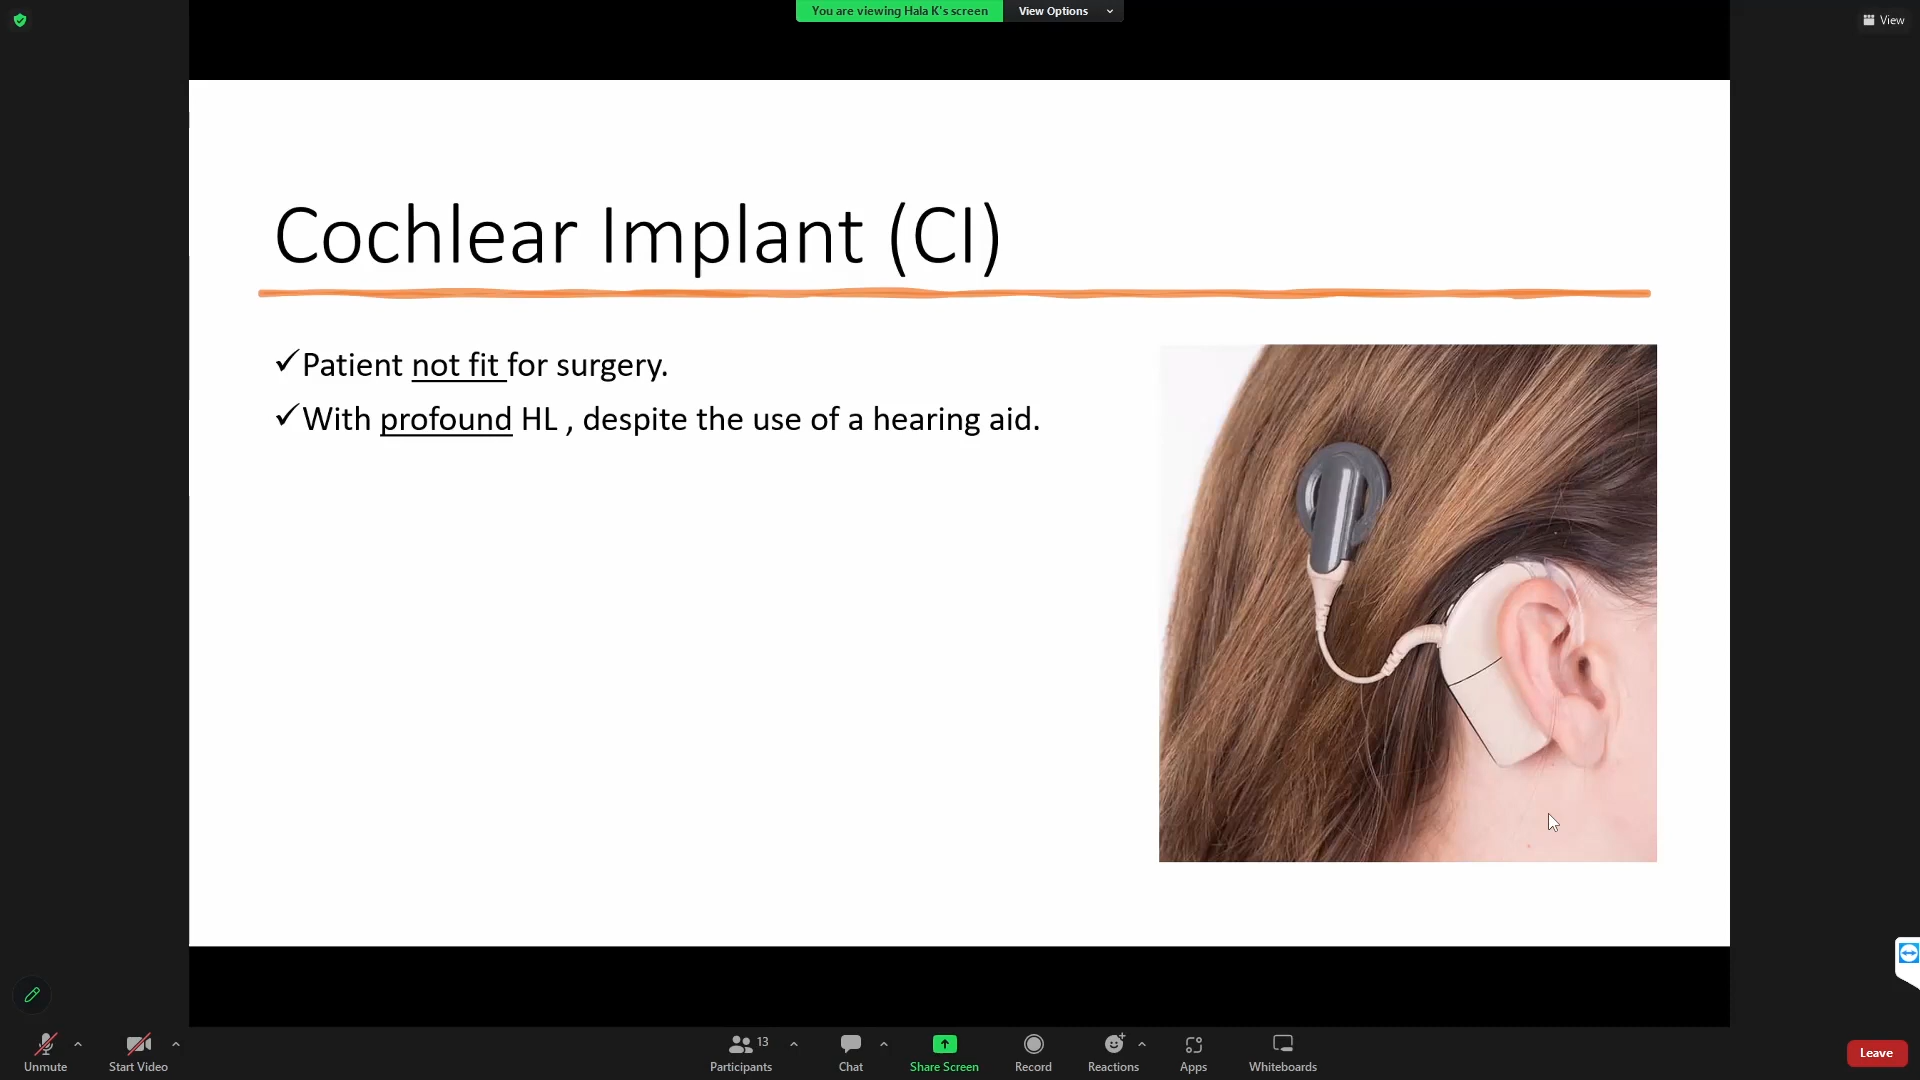 You are viewing Hala K's screen
View Options
View
Cochlear Implant (CI)
✓Patient not fit for surgery.
✓With profound HL , despite the use of a hearing aid.
Unmute
Start Video
13
Participants
Chat
Share Screen
Record
Reactions
Apps
Whiteboards
Leave